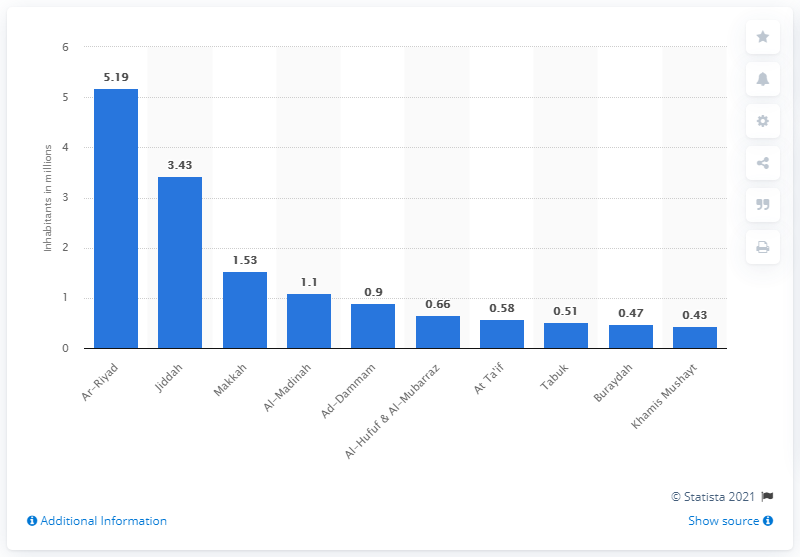 6
5
4
3
2
1
0
Inhabitants in millions
5.19
3.43
1.53
1.1
0.9
0.66
0.58
0.51
0.47
0.43
Ar-Riyad
Jiddah
Makkah
Al-Madinah
Ad-Dammam
Al-Hufuf & Al-Mubarraz
At Ta'if
Tabuk
Buraydah
Khamis Mushayt
© Statista 2021
Additional Information
Show source